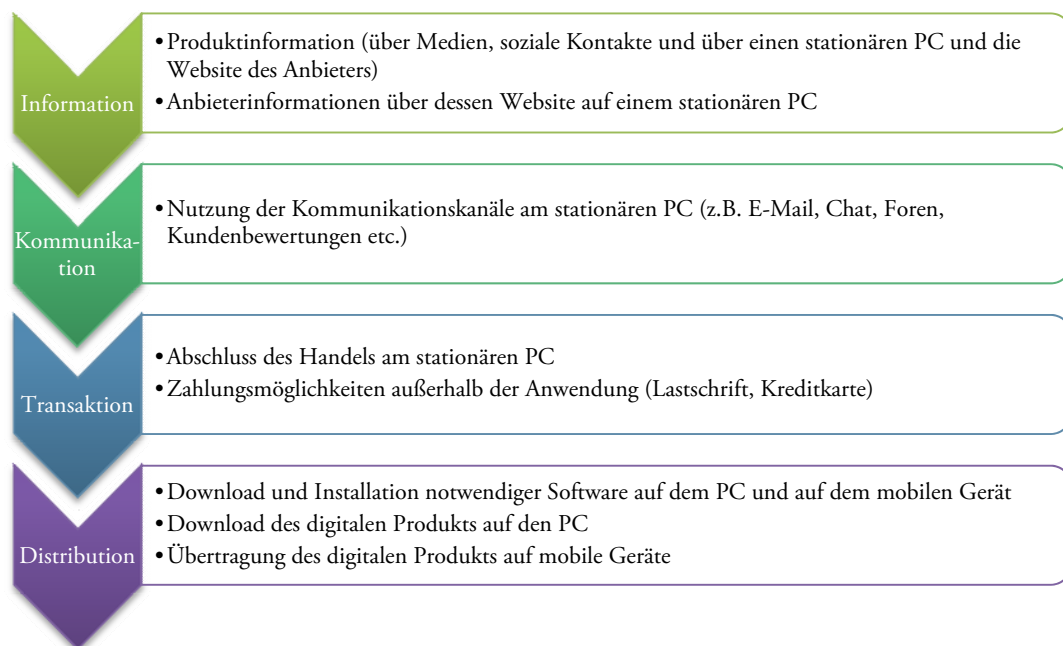 Information
•Produktinformation (über Medien, soziale Kontakte und über einen stationären PC und die
Website des Anbieters)
•Anbieterinformationen über dessen Website auf einem stationären PC
Kommunika-
tion
•Nutzung der Kommunikationskanäle am stationären PC (z.B. E-Mail, Chat, Foren,
Kundenbewertungen etc.)
Transaktion
•Abschluss des Handels am stationären PC
•Zahlungsmöglichkeiten außerhalb der Anwendung (Lastschrift, Kreditkarte)
Distribution
•Download und Installation notwendiger Software auf dem PC und auf dem mobilen Gerät
•Download des digitalen Produkts auf den PC
•Übertragung des digitalen Produkts auf mobile Geräte